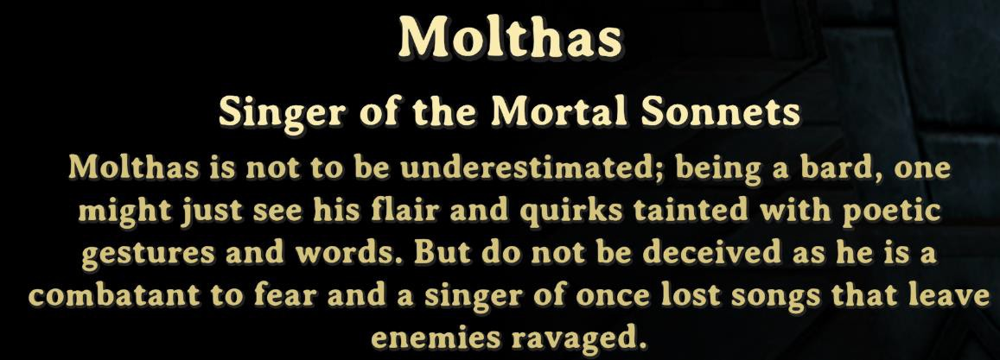 Molthas
Singer of the Mortal Sonnets
Molthas is not to be underestimated; being a bard, one
might just see his flair and quirks tainted with poetic
gestures and words. But do not be deceived as he is a
combatant to fear and a singer of once lost songs that leave
enemies ravaged.